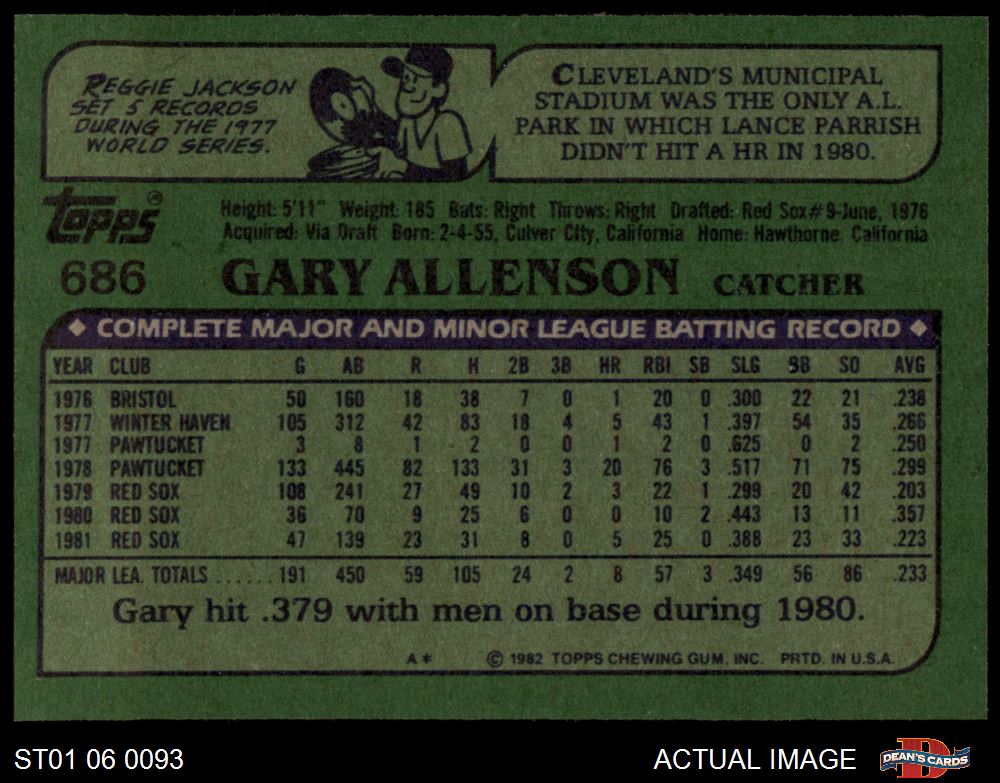 REGGIE JACKSON
SET 5 RECORDS
DURING THE 1977
WORLD SERIES.
CLEVELAND'S MUNICIPAL
STADIUM WAS THE ONLY A.L.
PARK IN WHICH LANCE PARRISH
DIDN'T HIT A HR IN 1980.
topps®
Height: 5'11" Weight: 185 Bats: Right Throws: Right Drafted: Red Sox#9-June, 1976
Acquired: Via Draft Born: 2-4-55, Culver City, California Home: Hawthorne, California
686 GARY ALLENSON CATCHER
◆ COMPLETE MAJOR AND MINOR LEAGUE BATTING RECORD ◆
YEAR CLUB G AB R H 2B 3B HR RBI SB SLG BB SO AVG
1976 BRISTOL 50 160 18 38 7 0 1 20 0 .300 22 21 .238
1977 WINTER HAVEN 105 312 42 83 18 4 5 43 1 .397 54 35 .266
1977 PAWTUCKET 3 8 1 2 0 0 1 2 0 .625 0 2 .250
1978 PAWTUCKET 133 445 82 133 31 3 20 76 3 .517 71 75 .299
1979 RED SOX 108 241 27 49 10 2 3 22 1 .299 20 42 .203
1980 RED SOX 36 70 9 25 6 0 0 10 2 .443 13 11 .357
1981 RED SOX 47 139 23 31 8 0 5 25 0 .388 23 33 .223
MAJOR LEA. TOTALS ...... 191 450 59 105 24 2 8 57 3 .349 56 86 .233
Gary hit .379 with men on base during 1980.
A* © 1982 TOPPS CHEWING GUM, INC. PRTD. IN U.S.A.
ST01 06 0093 ACTUAL IMAGE DEAN'S CARDS